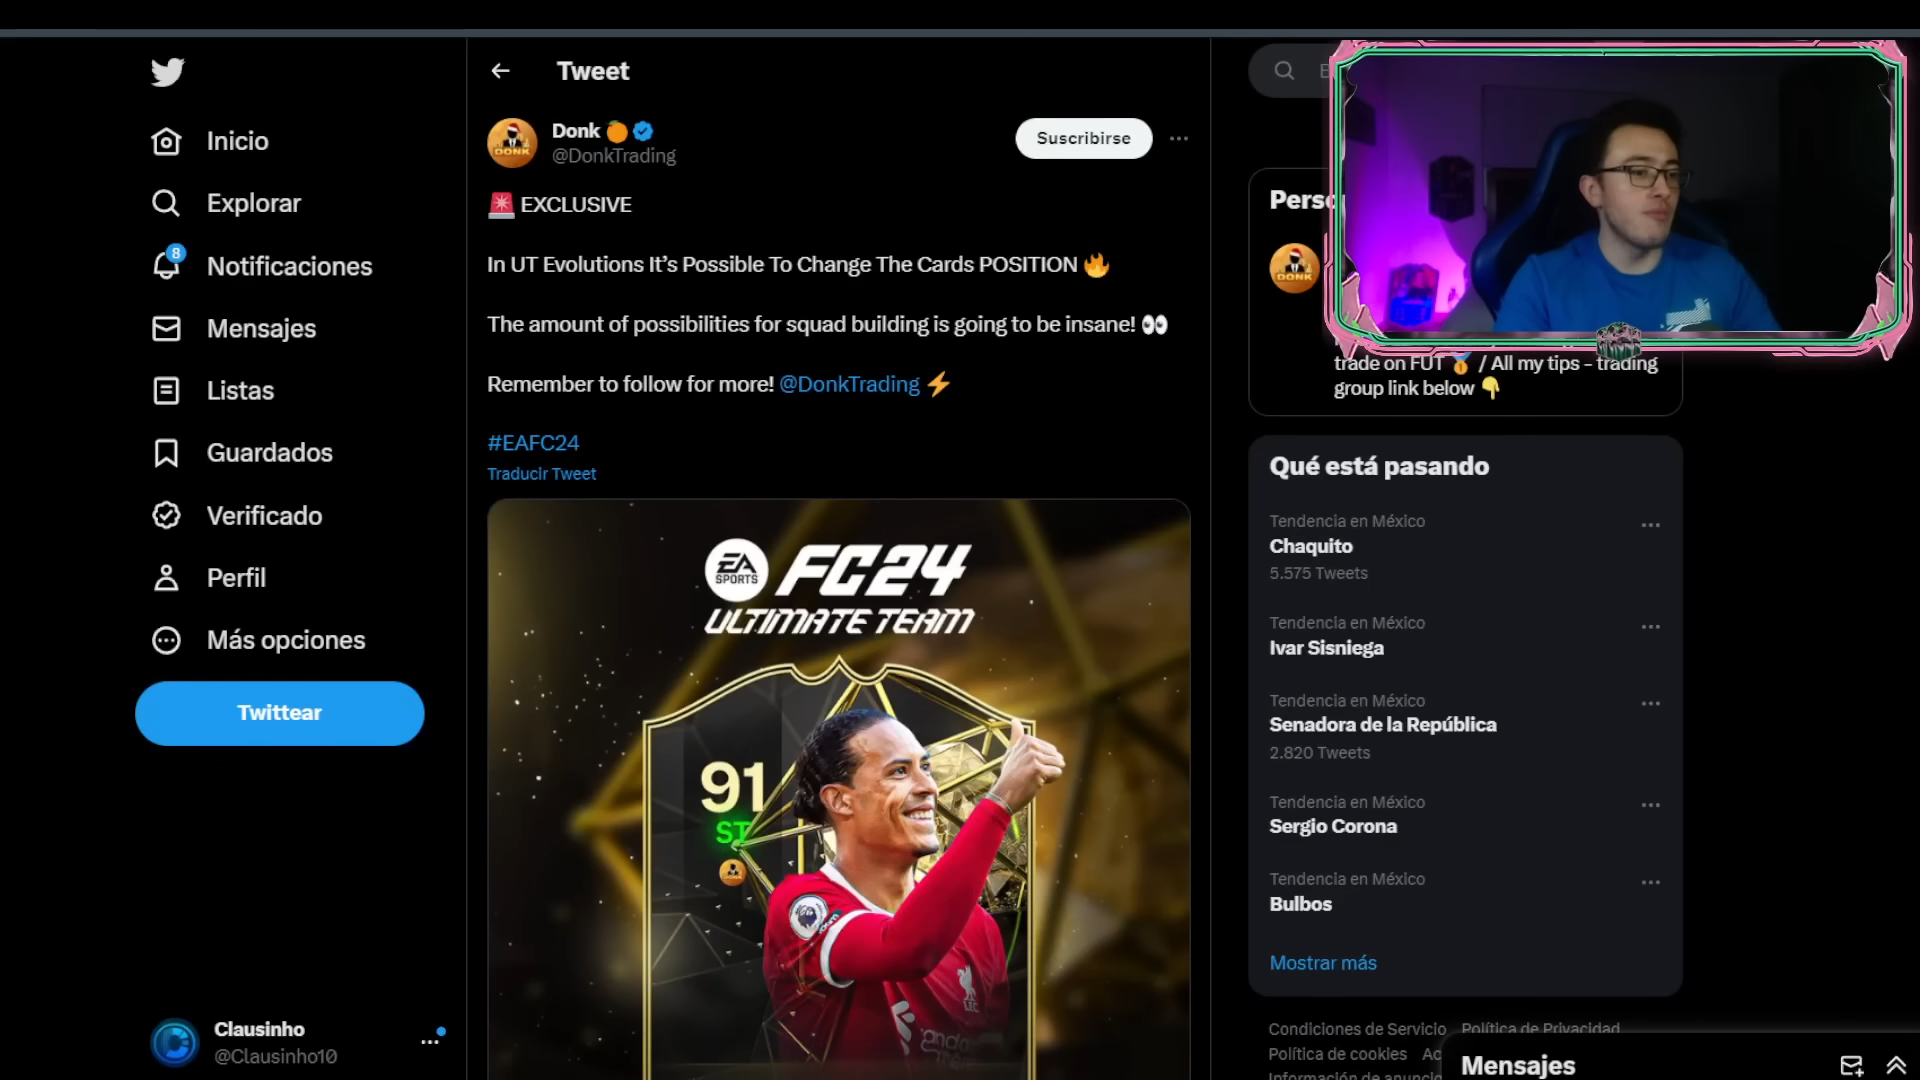 Inicio
Explorar
8
Notificaciones
Mensajes
Listas
Guardados
Verificado
Perfil
Más opciones
Twittear
Clausinho
@Clausinho10
Tweet
Donk
@DonkTrading
Suscribirse
EXCLUSIVE
In UT Evolutions It’s Possible To Change The Cards POSITION 🔥
The amount of possibilities for squad building is going to be insane! 👀
Remember to follow for more! @DonkTrading ⚡
#EAFC24
Traducir Tweet
EA SPORTS FC24
ULTIMATE TEAM
91
ST
DONK
trade on FUT 🥇 / All my tips - trading
group link below 👇
Qué está pasando
Tendencia en México
Chaquito
5.575 Tweets
Tendencia en México
Ivar Sisniega
Tendencia en México
Senadora de la República
2.820 Tweets
Tendencia en México
Sergio Corona
Tendencia en México
Bulbos
Mostrar más
Condiciones de Servicio Política de Privacidad
Política de cookies
Mensajes